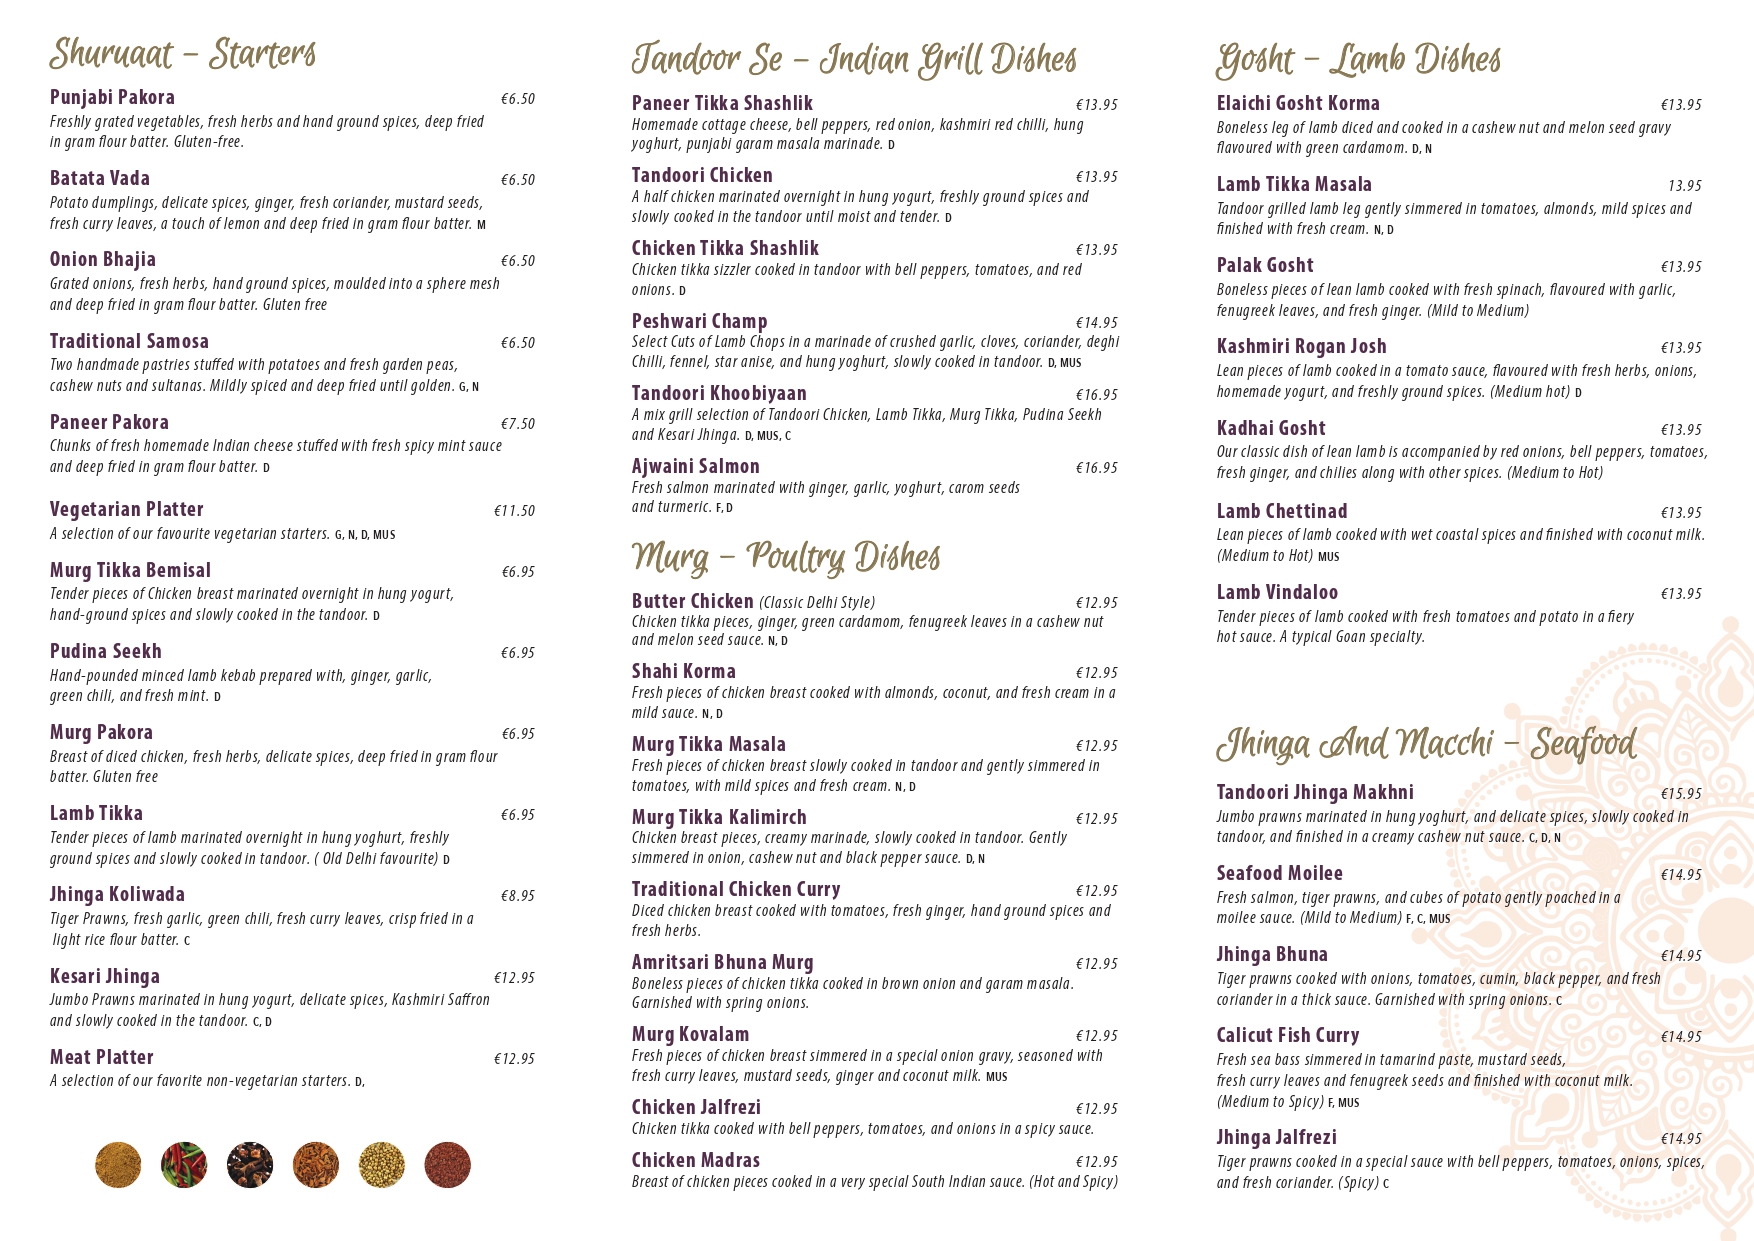 Shuruaat – Starters
Punjabi Pakora €6.50
Freshly grated vegetables, fresh herbs and hand ground spices, deep fried
in gram flour batter. Gluten-free.
Batata Vada €6.50
Potato dumplings, delicate spices, ginger, fresh coriander, mustard seeds,
fresh curry leaves, a touch of lemon and deep fried in gram flour batter. M
Onion Bhajia €6.50
Grated onions, fresh herbs, hand ground spices, moulded into a sphere mesh
and deep fried in gram flour batter. Gluten free
Traditional Samosa €6.50
Two handmade pastries stuffed with potatoes and fresh garden peas,
cashew nuts and sultanas. Mildly spiced and deep fried until golden. G, N
Paneer Pakora €7.50
Chunks of fresh homemade Indian cheese stuffed with fresh spicy mint sauce
and deep fried in gram flour batter. D
Vegetarian Platter €11.50
A selection of our favourite vegetarian starters. G, N, D, MUS
Murg Tikka Bemisal €6.95
Tender pieces of Chicken breast marinated overnight in hung yogurt,
hand-ground spices and slowly cooked in the tandoor. D
Pudina Seekh €6.95
Hand-pounded minced lamb kebab prepared with, ginger, garlic,
green chili, and fresh mint. D
Murg Pakora €6.95
Breast of diced chicken, fresh herbs, delicate spices, deep fried in gram flour
batter. Gluten free
Lamb Tikka €6.95
Tender pieces of lamb marinated overnight in hung yoghurt, freshly
ground spices and slowly cooked in tandoor. ( Old Delhi favourite) D
Jhinga Koliwada €8.95
Tiger Prawns, fresh garlic, green chili, fresh curry leaves, crisp fried in a
light rice flour batter. C
Kesari Jhinga €12.95
Jumbo Prawns marinated in hung yogurt, delicate spices, Kashmiri Saffron
and slowly cooked in the tandoor. C, D
Meat Platter €12.95
A selection of our favorite non-vegetarian starters. D,
Tandoor Se – Indian Grill Dishes
Paneer Tikka Shashlik €13.95
Homemade cottage cheese, bell peppers, red onion, kashmiri red chilli, hung
yoghurt, punjabi garam masala marinade. D
Tandoori Chicken €13.95
A half chicken marinated overnight in hung yogurt, freshly ground spices and
slowly cooked in the tandoor until moist and tender. D
Chicken Tikka Shashlik €13.95
Chicken tikka sizzler cooked in tandoor with bell peppers, tomatoes, and red
onions. D
Peshwari Champ €14.95
Select Cuts of Lamb Chops in a marinade of crushed garlic, cloves, coriander, deghi
Chilli, fennel, star anise, and hung yoghurt, slowly cooked in tandoor. D, MUS
Tandoori Khoobiyaan €16.95
A mix grill selection of Tandoori Chicken, Lamb Tikka, Murg Tikka, Pudina Seekh
and Kesari Jhinga. D, MUS, C
Ajwaini Salmon €16.95
Fresh salmon marinated with ginger, garlic, yoghurt, carom seeds
and turmeric. F, D
Murg – Poultry Dishes
Butter Chicken (Classic Delhi Style) €12.95
Chicken tikka pieces, ginger, green cardamom, fenugreek leaves in a cashew nut
and melon seed sauce. N, D
Shahi Korma €12.95
Fresh pieces of chicken breast cooked with almonds, coconut, and fresh cream in a
mild sauce. N, D
Murg Tikka Masala €12.95
Fresh pieces of chicken breast slowly cooked in tandoor and gently simmered in
tomatoes, with mild spices and fresh cream. N, D
Murg Tikka Kalimirch €12.95
Chicken breast pieces, creamy marinade, slowly cooked in tandoor. Gently
simmered in onion, cashew nut and black pepper sauce. D, N
Traditional Chicken Curry €12.95
Diced chicken breast cooked with tomatoes, fresh ginger, hand ground spices and
fresh herbs.
Amritsari Bhuna Murg €12.95
Boneless pieces of chicken tikka cooked in brown onion and garam masala.
Garnished with spring onions.
Murg Kovalam €12.95
Fresh pieces of chicken breast simmered in a special onion gravy, seasoned with
fresh curry leaves, mustard seeds, ginger and coconut milk. MUS
Chicken Jalfrezi €12.95
Chicken tikka cooked with bell peppers, tomatoes, and onions in a spicy sauce.
Chicken Madras €12.95
Breast of chicken pieces cooked in a very special South Indian sauce. (Hot and Spicy)
Gosht – Lamb Dishes
Elaichi Gosht Korma €13.95
Boneless leg of lamb diced and cooked in a cashew nut and melon seed gravy
flavoured with green cardamom. D, N
Lamb Tikka Masala 13.95
Tandoor grilled lamb leg gently simmered in tomatoes, almonds, mild spices and
finished with fresh cream. N, D
Palak Gosht €13.95
Boneless pieces of lean lamb cooked with fresh spinach, flavoured with garlic,
fenugreek leaves, and fresh ginger. (Mild to Medium)
Kashmiri Rogan Josh €13.95
Lean pieces of lamb cooked in a tomato sauce, flavoured with fresh herbs, onions,
homemade yogurt, and freshly ground spices. (Medium hot) D
Kadhai Gosht €13.95
Our classic dish of lean lamb is accompanied by red onions, bell peppers, tomatoes,
fresh ginger, and chilies along with other spices. (Medium to Hot)
Lamb Chettinad €13.95
Lean pieces of lamb cooked with wet coastal spices and finished with coconut milk.
(Medium to Hot) MUS
Lamb Vindaloo €13.95
Tender pieces of lamb cooked with fresh tomatoes and potato in a fiery
hot sauce. A typical Goan specialty.
Jhinga And Macchi – Seafood
Tandoori Jhinga Makhni €15.95
Jumbo prawns marinated in hung yoghurt, and delicate spices, slowly cooked in
tandoor, and finished in a creamy cashew nut sauce. C, D, N
Seafood Moilee €14.95
Fresh salmon, tiger prawns, and cubes of potato gently poached in a
moilee sauce. (Mild to Medium) F, C, MUS
Jhinga Bhuna €14.95
Tiger prawns cooked with onions, tomatoes, cumin, black pepper, and fresh
coriander in a thick sauce. Garnished with spring onions. C
Calicut Fish Curry €14.95
Fresh sea bass simmered in tamarind paste, mustard seeds,
fresh curry leaves and fenugreek seeds and finished with coconut milk.
(Medium to Spicy) F, MUS
Jhinga Jalfrezi €14.95
Tiger prawns cooked in a special sauce with bell peppers, tomatoes, onions, spices,
and fresh coriander. (Spicy) C